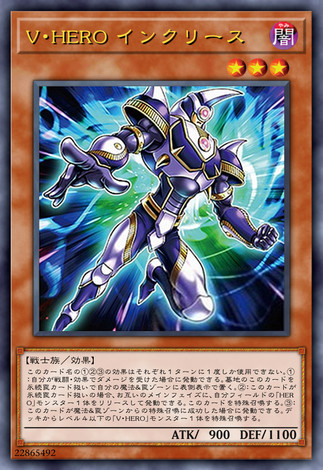 V・HERO インクリース
闇
やみ
【戦士族／効果】
このカード名の①②③の効果はそれぞれ1ターンに1度しか使用できない。①
：自分が戦闘・効果でダメージを受けた場合に発動できる。墓地のこのカードを
永続罠カード扱いで自分の魔法&罠ゾーンに表側表示で置く。②：このカードが
永続罠カード扱いの場合、お互いのメインフェイズに、自分フィールドの「HER
O」モンスター1体をリリースして発動できる。このカードを特殊召喚する。③：
このカードが魔法&罠ゾーンからの特殊召喚に成功した場合に発動できる。デ
ッキからレベル4以下の「V・HERO」モンスター1体を特殊召喚する。
ATK/ 900 DEF/1100
22865492